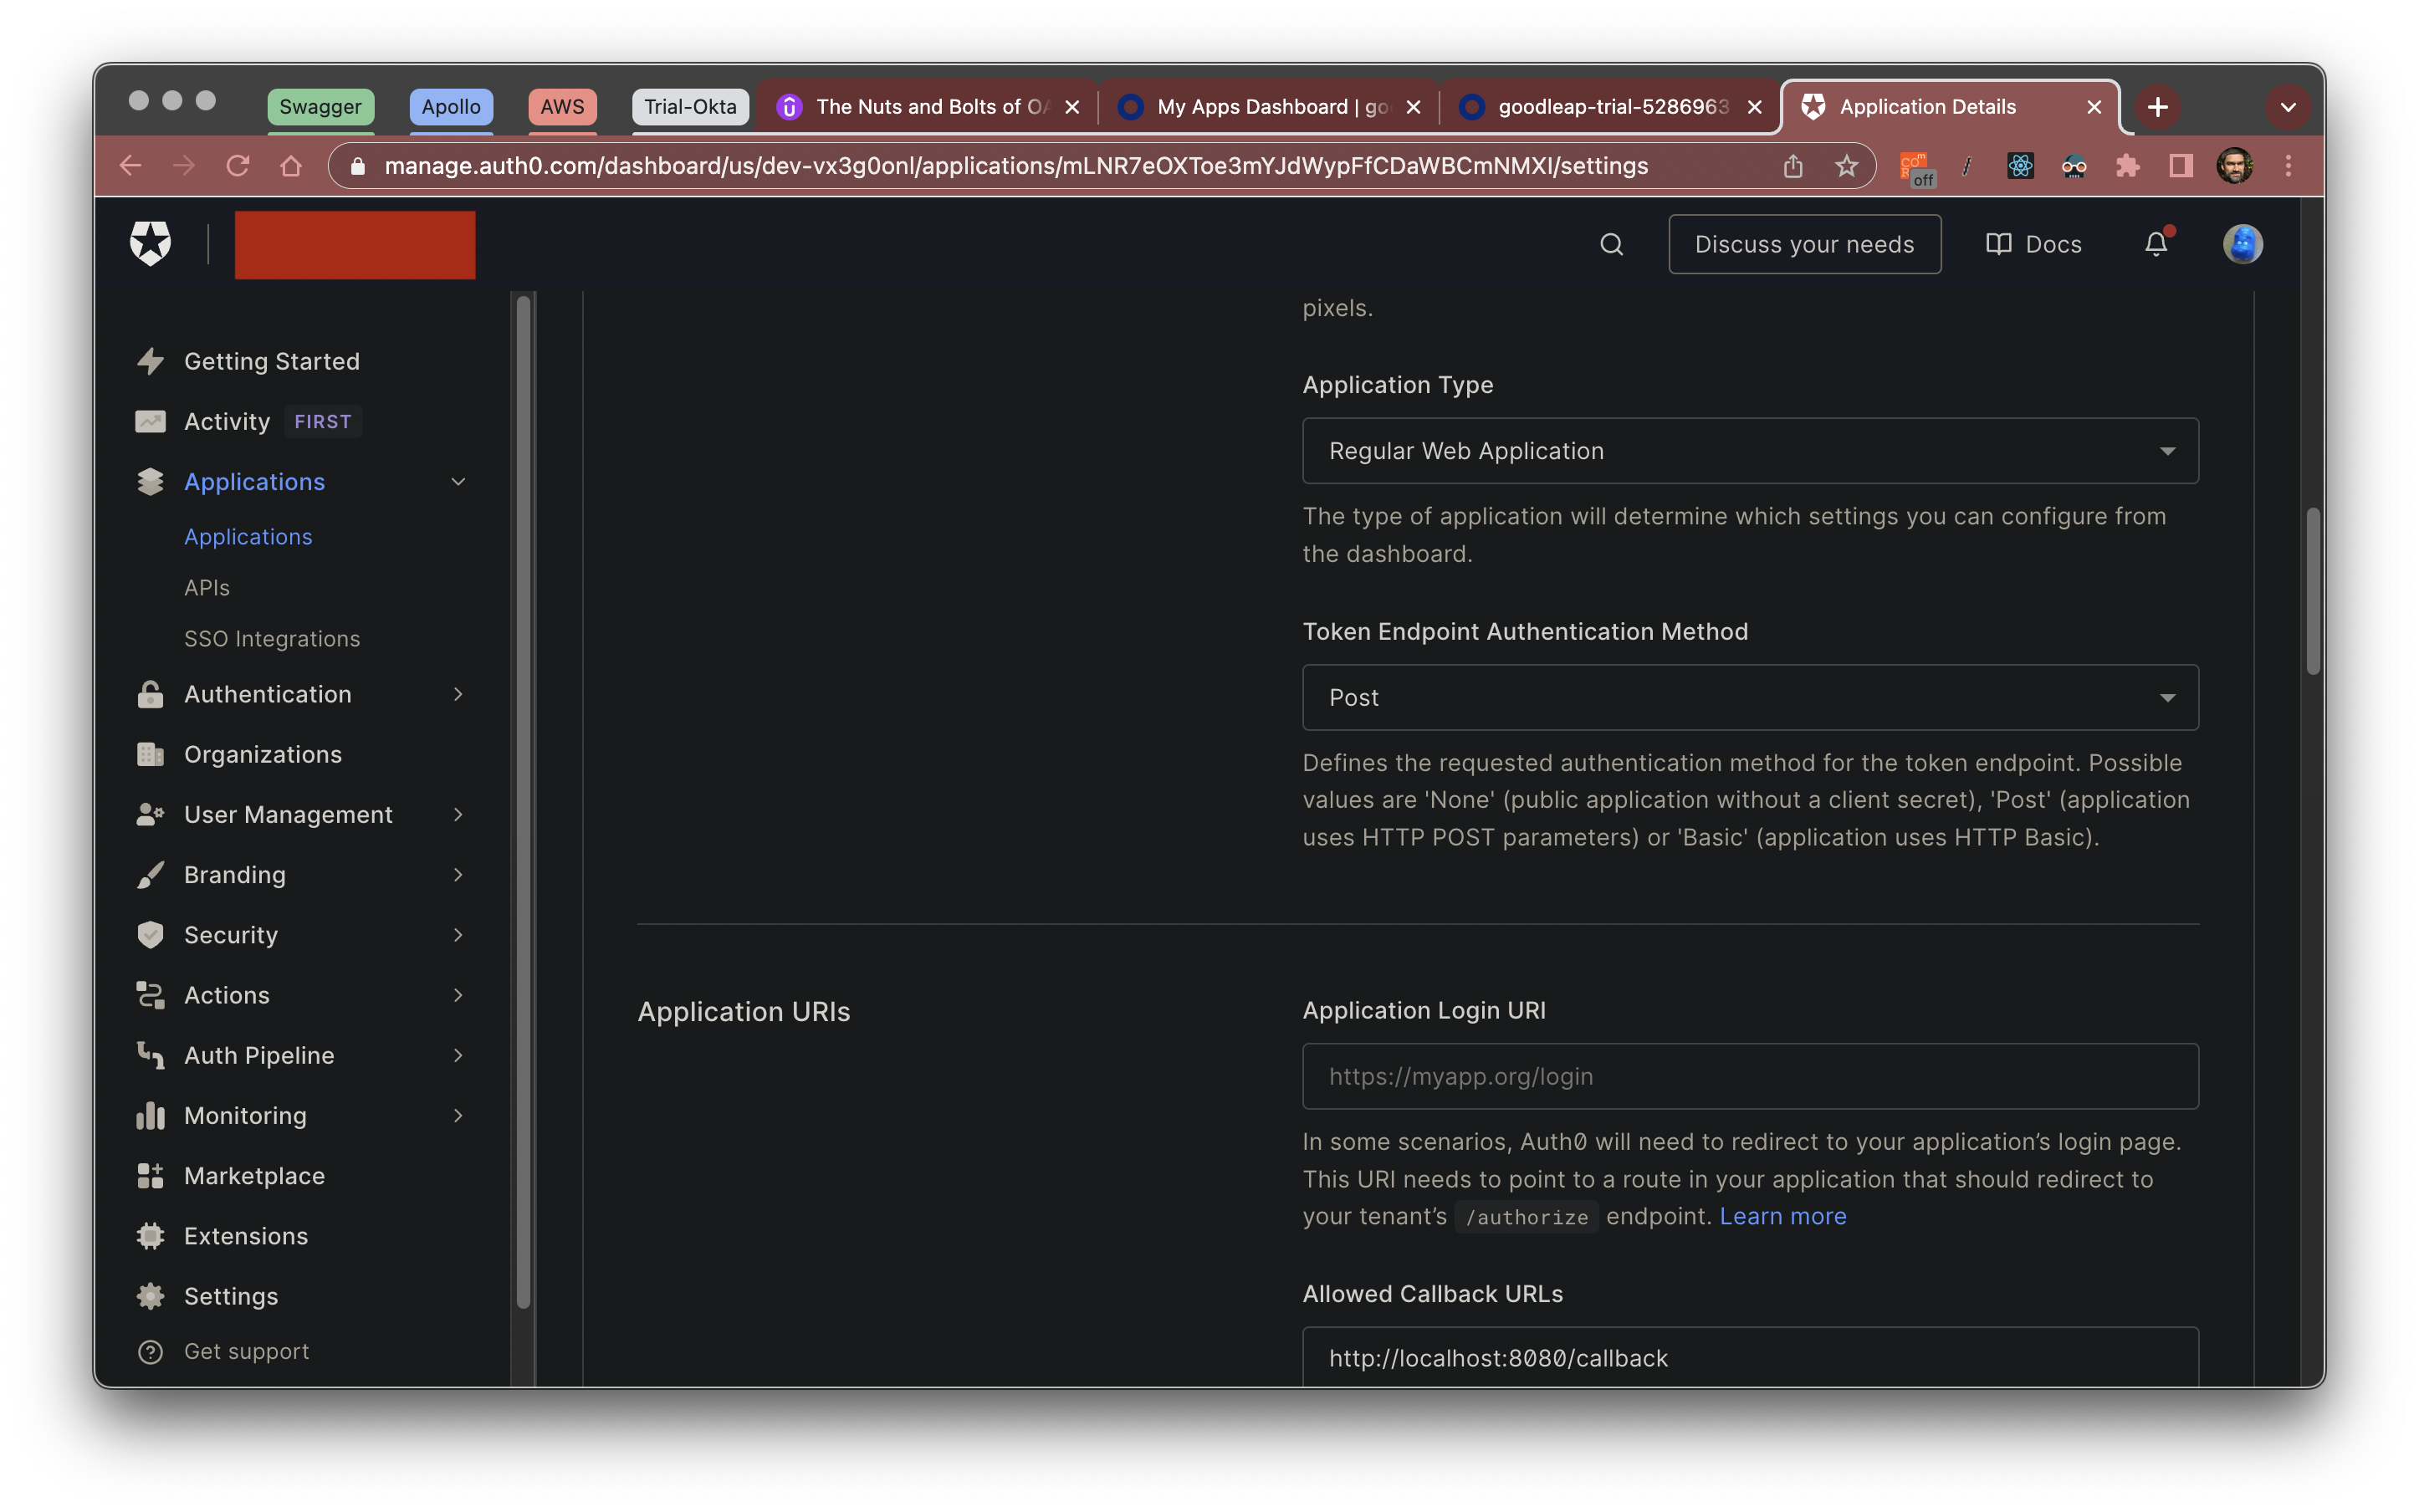 Swagger
Apollo
AWS
Trial-Okta
The Nuts and Bolts of OA
My Apps Dashboard | go
goodleap-trial-5286963
Application Details
manage.auth0.com/dashboard/us/dev-vx3g0onl/applications/mLNR7eOXToe3mYJdWypFfCDaWBCmNMXI/settings
off
Discuss your needs
Docs
Getting Started
Activity FIRST
Applications
Applications
APIs
SSO Integrations
Authentication
Organizations
User Management
Branding
Security
Actions
Auth Pipeline
Monitoring
Marketplace
Extensions
Settings
Get support
pixels.
Application Type
Regular Web Application
The type of application will determine which settings you can configure from
the dashboard.
Token Endpoint Authentication Method
Post
Defines the requested authentication method for the token endpoint. Possible
values are 'None' (public application without a client secret), 'Post' (application
uses HTTP POST parameters) or 'Basic' (application uses HTTP Basic).
Application URIs
Application Login URI
https://myapp.org/login
In some scenarios, Auth0 will need to redirect to your application’s login page.
This URI needs to point to a route in your application that should redirect to
your tenant’s /authorize endpoint. Learn more
Allowed Callback URLs
http://localhost:8080/callback